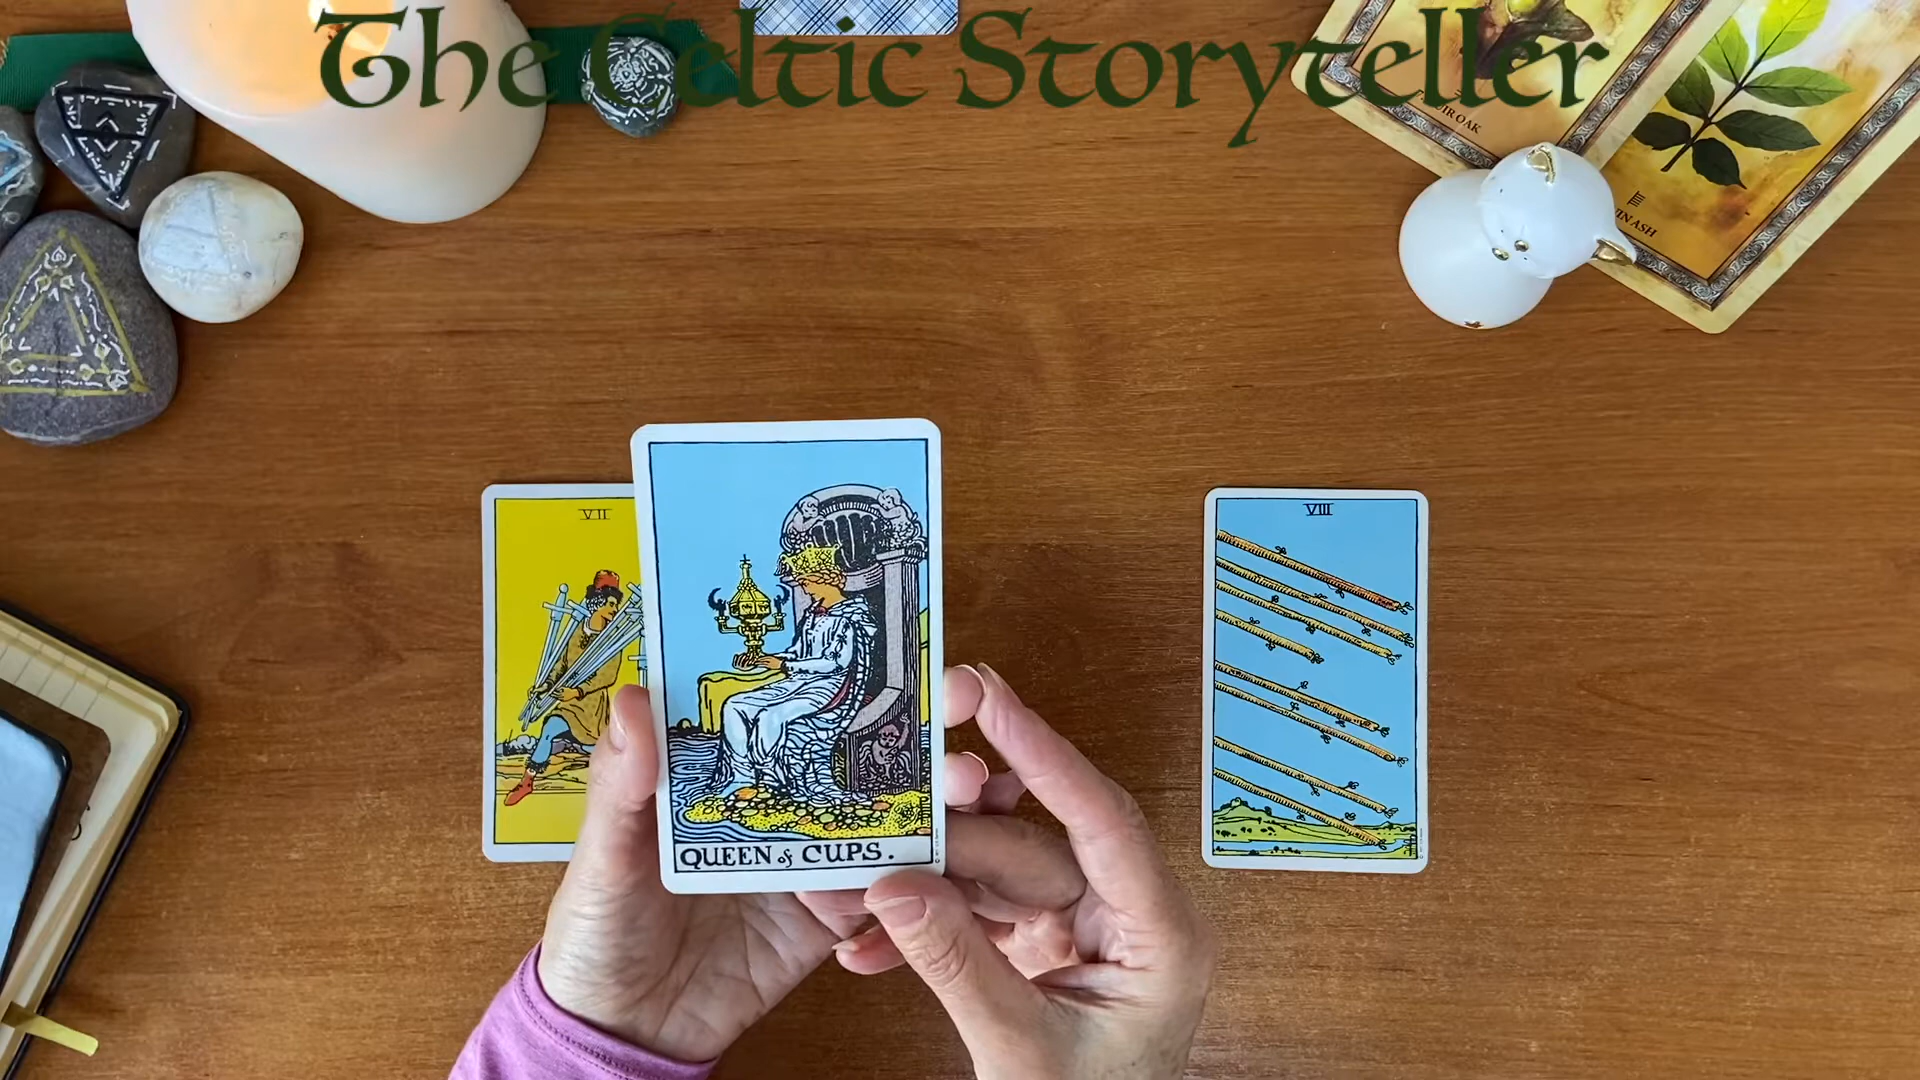 The Celtic Storyteller
VII
VIII
QUEEN of CUPS.